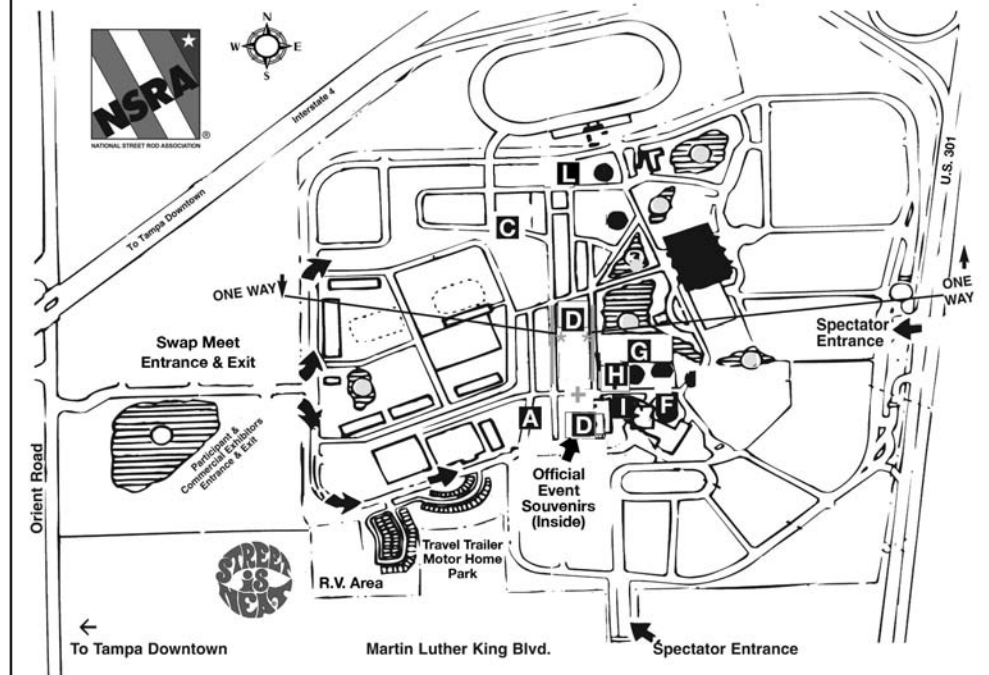 NSRA
®
NATIONAL STREET ROD ASSOCIATION
N
W
E
S
Interstate 4
To Tampa Downtown
U.S. 301
L
C
ONE WAY
ONE
WAY
D
Spectator
Entrance
Swap Meet
Entrance & Exit
G
H
A
D
I
F
Participant &
Commercial Exhibitors
Entrance & Exit
Orient Road
Official
Event
Souvenirs
(Inside)
STREET
IS
NEAT
Travel Trailer
Motor Home
Park
R.V. Area
To Tampa Downtown
Martin Luther King Blvd.
Spectator Entrance